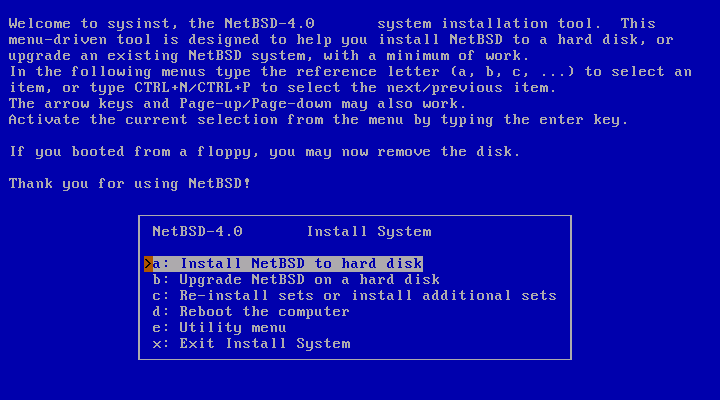 Welcome to sysinst, the NetBSD-4.0       system installation tool.  This
menu-driven tool is designed to help you install NetBSD to a hard disk, or
upgrade an existing NetBSD system, with a minimum of work.
In the following menus type the reference letter (a, b, c, ...) to select an
item, or type CTRL+N/CTRL+P to select the next/previous item.
The arrow keys and Page-up/Page-down may also work.
Activate the current selection from the menu by typing the enter key.
If you booted from a floppy, you may now remove the disk.
Thank you for using NetBSD!
NetBSD-4.0       Install System
>a: Install NetBSD to hard disk
b: Upgrade NetBSD on a hard disk
c: Re-install sets or install additional sets
d: Reboot the computer
e: Utility menu
x: Exit Install System